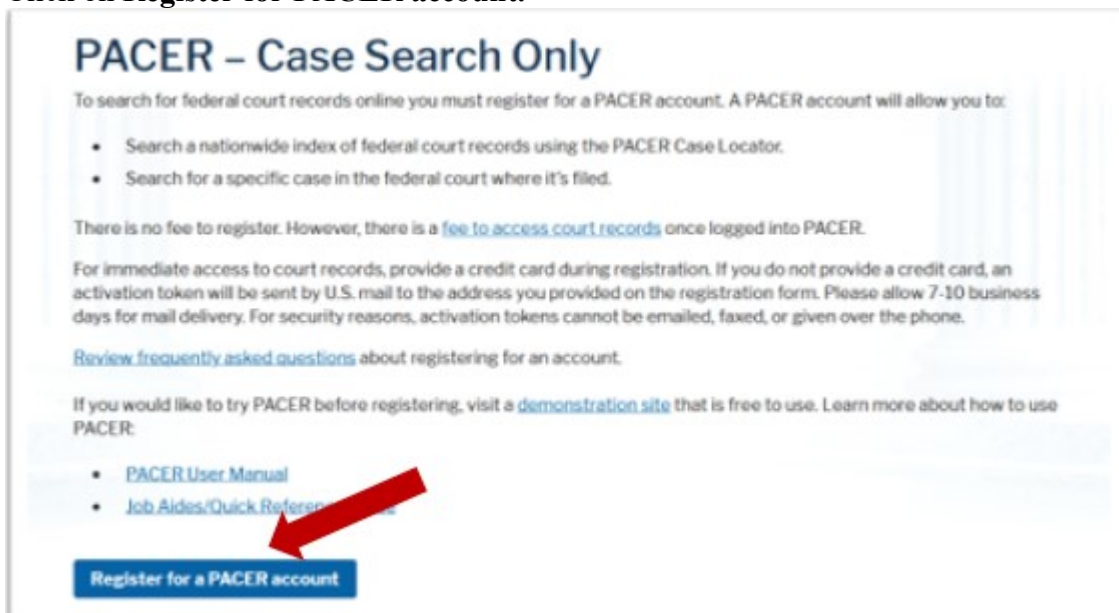 PACER – Case Search Only
To search for federal court records online you must register for a PACER account. A PACER account will allow you to:
• Search a nationwide index of federal court records using the PACER Case Locator.
• Search for a specific case in the federal court where it's filed.
There is no fee to register. However, there is a fee to access court records once logged into PACER.
For immediate access to court records, provide a credit card during registration. If you do not provide a credit card, an
activation token will be sent by U.S. mail to the address you provided on the registration form. Please allow 7-10 business
days for mail delivery. For security reasons, activation tokens cannot be emailed, faxed, or given over the phone.
Review frequently asked questions about registering for an account.
If you would like to try PACER before registering, visit a demonstration site that is free to use. Learn more about how to use
PACER:
• PACER User Manual
• Job Aides/Quick
Register for a PACER account